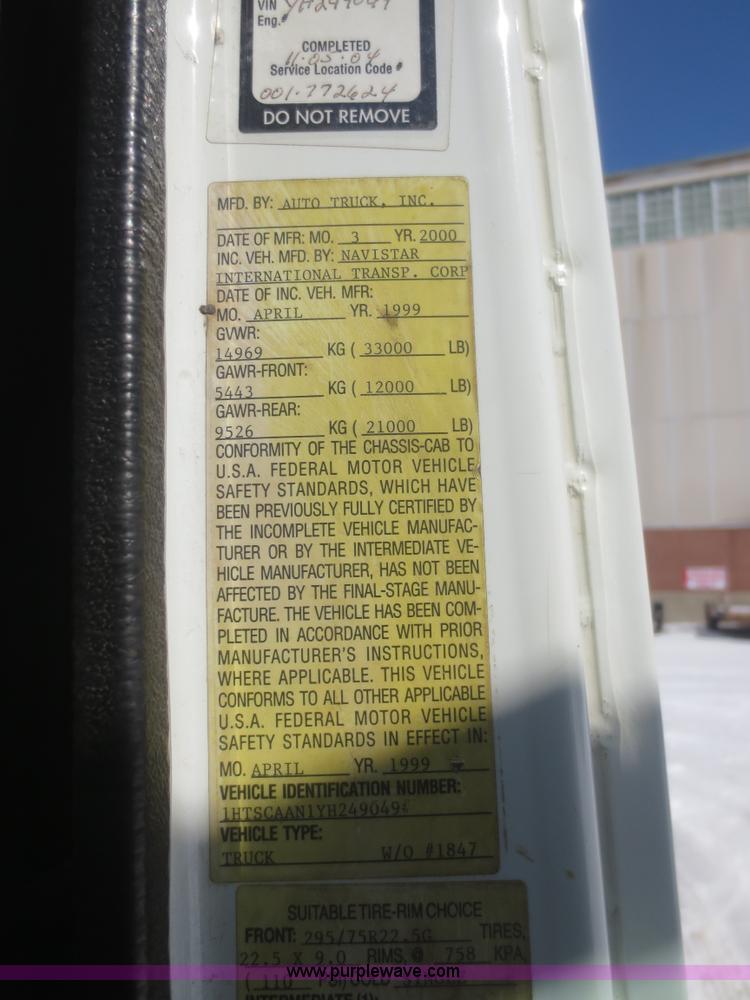 VIN YH249049
Eng.
COMPLETED
11-05-04
Service Location Code
001-772624
DO NOT REMOVE
MFD. BY: AUTO TRUCK, INC.
DATE OF MFR: MO. 3 YR. 2000
INC. VEH. MFD. BY: NAVISTAR
INTERNATIONAL TRANSP. CORP
DATE OF INC. VEH. MFR:
MO. APRIL YR. 1999
GVWR:
14969 KG ( 33000 LB)
GAWR-FRONT:
5443 KG ( 12000 LB)
GAWR-REAR:
9526 KG ( 21000 LB)
CONFORMITY OF THE CHASSIS-CAB TO
U.S.A. FEDERAL MOTOR VEHICLE
SAFETY STANDARDS, WHICH HAVE
BEEN PREVIOUSLY FULLY CERTIFIED BY
THE INCOMPLETE VEHICLE MANUFAC-
TURER OR BY THE INTERMEDIATE VE-
HICLE MANUFACTURER, HAS NOT BEEN
AFFECTED BY THE FINAL-STAGE MANU-
FACTURE. THE VEHICLE HAS BEEN COM-
PLETED IN ACCORDANCE WITH PRIOR
MANUFACTURER'S INSTRUCTIONS,
WHERE APPLICABLE. THIS VEHICLE
CONFORMS TO ALL OTHER APPLICABLE
U.S.A. FEDERAL MOTOR VEHICLE
SAFETY STANDARDS IN EFFECT IN:
MO. APRIL YR. 1999
VEHICLE IDENTIFICATION NUMBER:
1HTSCAAN1YH249049
VEHICLE TYPE:
TRUCK W/O #1847
SUITABLE TIRE-RIM CHOICE
FRONT: 295/75R22.5G TIRES,
22.5 X 9.0 RIMS, @ 758 KPA,
( 110 PSI) COLD SINGLE
INTERMEDIATE (1):
www.purplewave.com